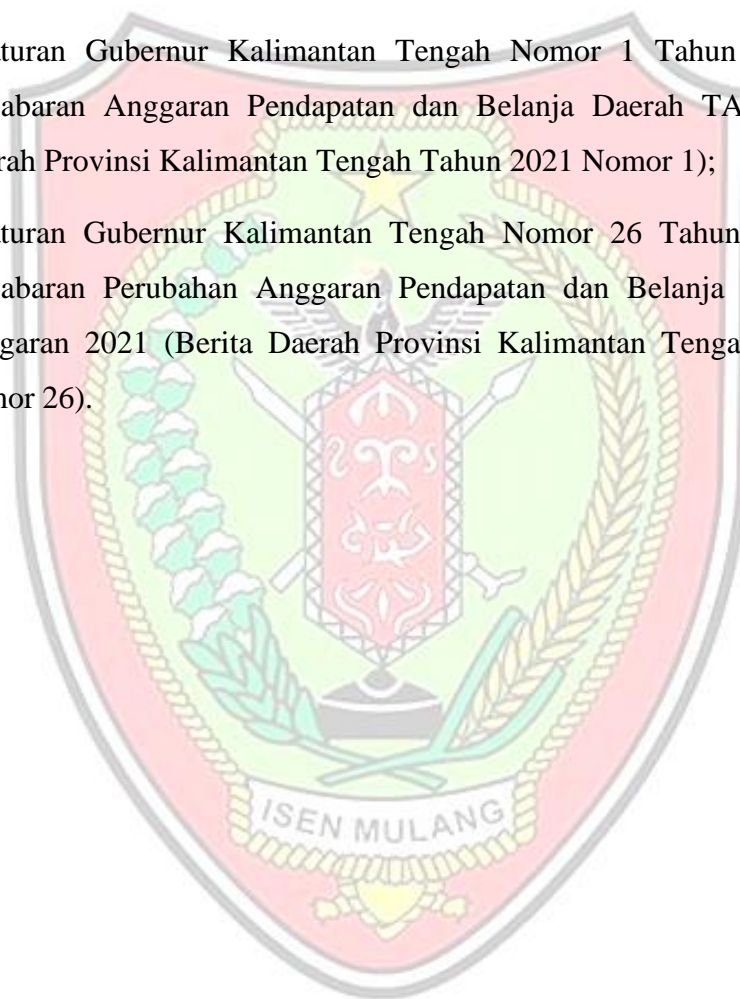 turan Gubernur Kalimantan Tengah Nomor 1 Tahun
abaran Anggaran Pendapatan dan Belanja Daerah TA
rah Provinsi Kalimantan Tengah Tahun 2021 Nomor 1);
turan Gubernur Kalimantan Tengah Nomor 26 Tahun
abaran Perubahan Anggaran Pendapatan dan Belanja
garan 2021 (Berita Daerah Provinsi Kalimantan Tenga
nor 26).
ISEN MULANG